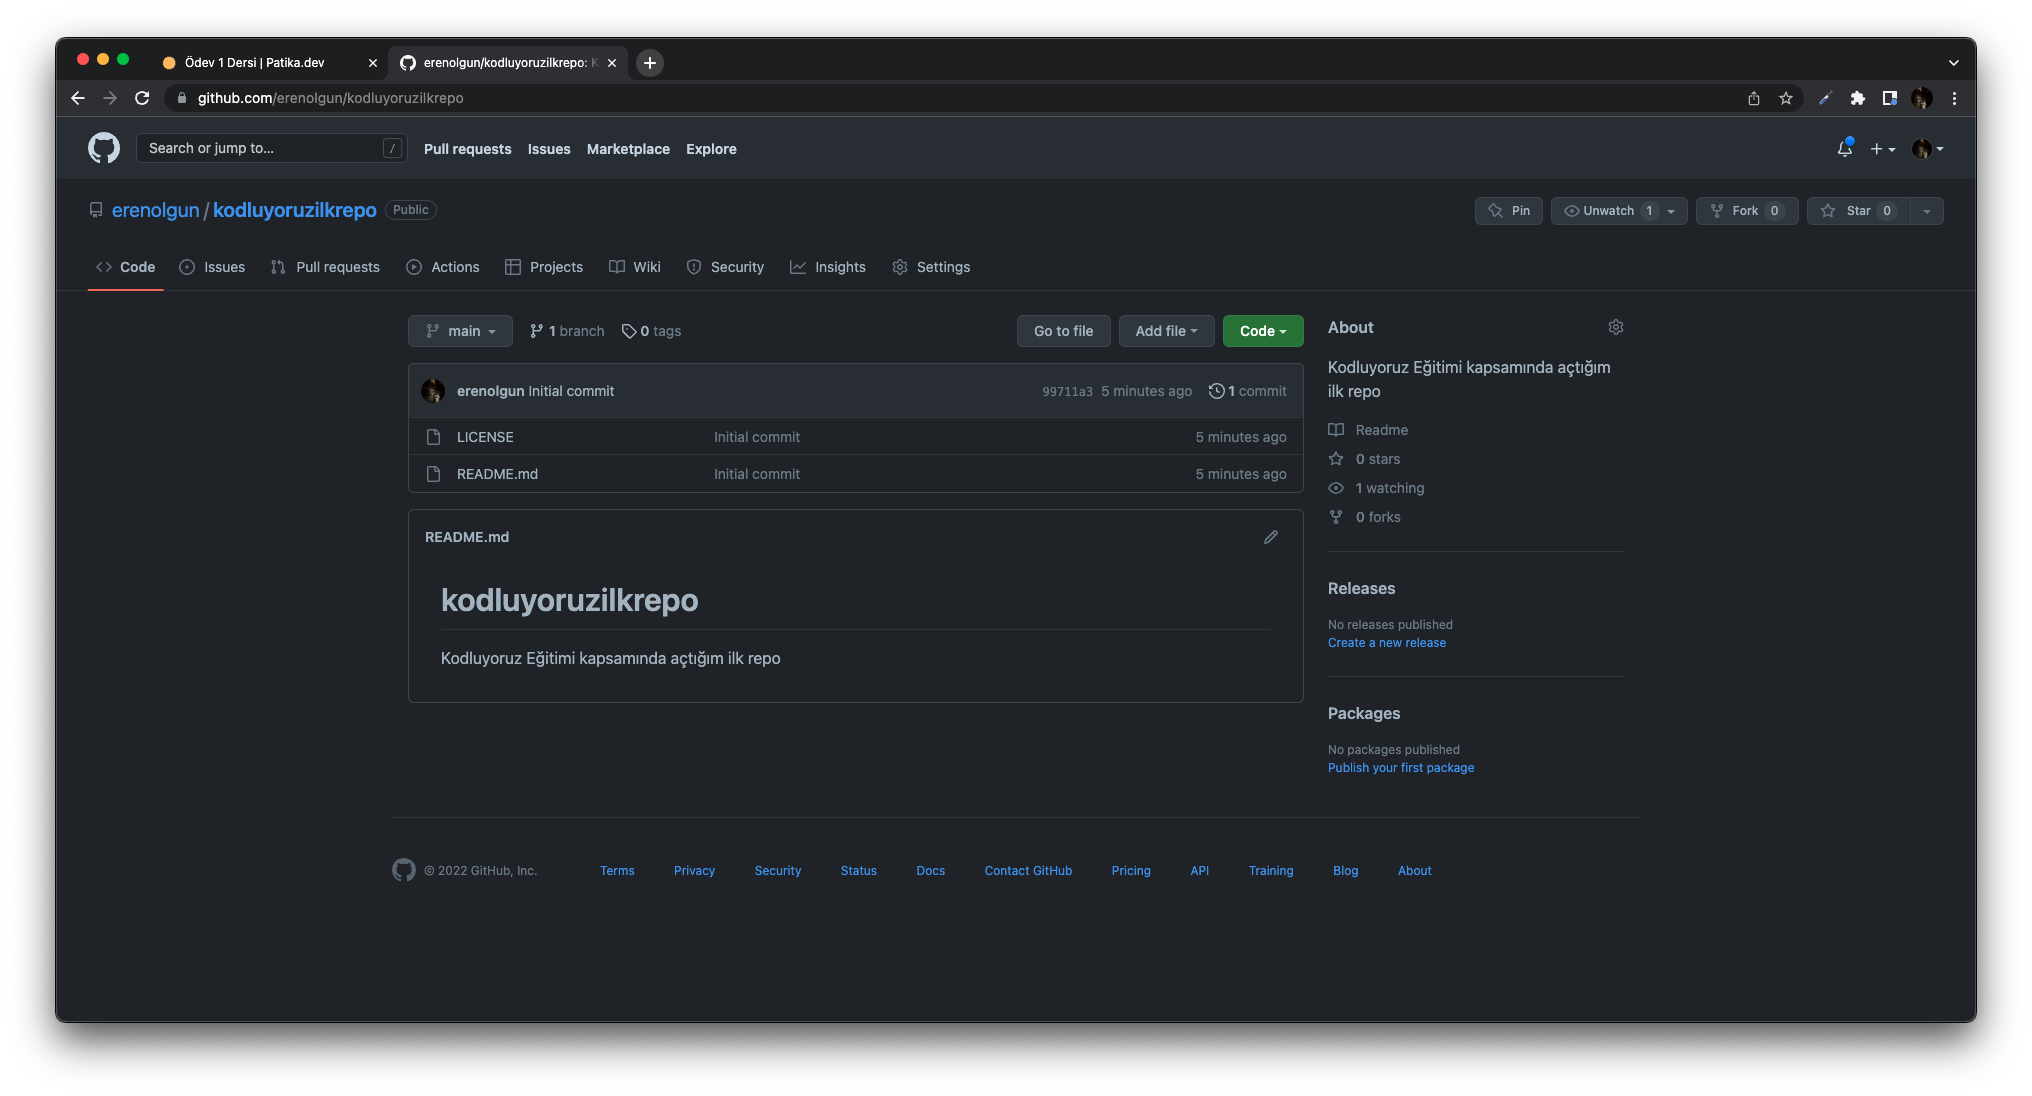 Ödev 1 Dersi | Patika.dev
erenolgun/kodluyoruzilkrepo: K
github.com/erenolgun/kodluyoruzilkrepo
Search or jump to... /
Pull requests Issues Marketplace Explore
erenolgun / kodluyoruzilkrepo Public
Pin Unwatch 1 Fork 0 Star 0
Code Issues Pull requests Actions Projects Wiki Security Insights Settings
main 1 branch 0 tags Go to file Add file Code
erenolgun Initial commit 99711a3 5 minutes ago 1 commit
LICENSE Initial commit 5 minutes ago
README.md Initial commit 5 minutes ago
README.md
kodluyoruzilkrepo
Kodluyoruz Eğitimi kapsamında açtığım ilk repo
About
Kodluyoruz Eğitimi kapsamında açtığım
ilk repo
Readme
0 stars
1 watching
0 forks
Releases
No releases published
Create a new release
Packages
No packages published
Publish your first package
© 2022 GitHub, Inc. Terms Privacy Security Status Docs Contact GitHub Pricing API Training Blog About